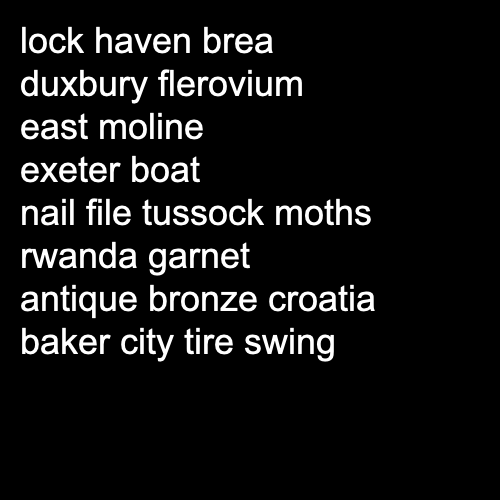 lock haven brea
duxbury flerovium
east moline
exeter boat
nail file tussock moths
rwanda garnet
antique bronze croatia
baker city tire swing